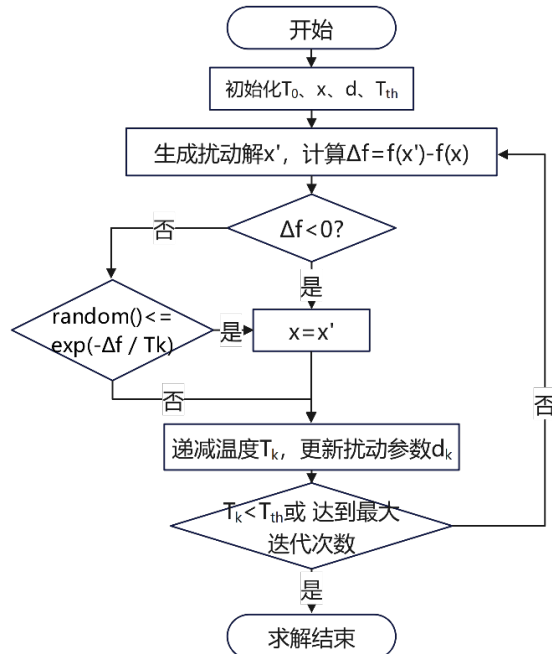 开始
初始化T₀、x、d、Tₜₕ
生成扰动解x'，计算Δf=f(x')-f(x)
Δf<0?
否
是
random()<=
exp(-Δf / Tk)
是
x=x'
否
否
递减温度Tₖ，更新扰动参数dₖ
Tₖ<Tₜₕ或 达到最大
迭代次数
是
求解结束